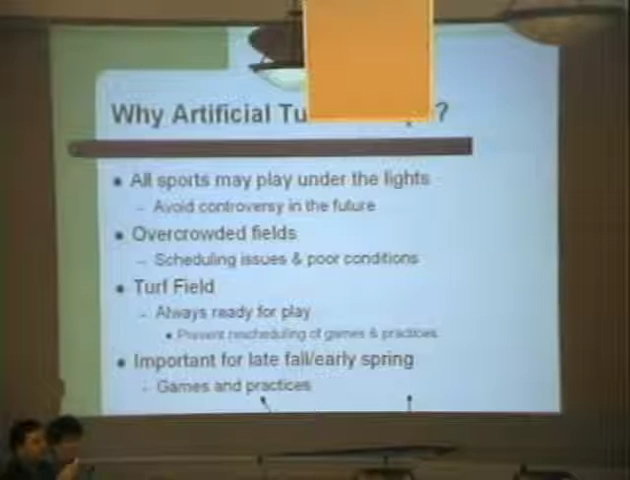 Why Artificial Tu ?
All sports may play under the lights
- Avoid controversy in the future
Overcrowded fields
- Scheduling issues & poor conditions
Turf Field
- Always ready for play
Prevent rescheduling of games & practices
Important for late fall/early spring
- Games and practices